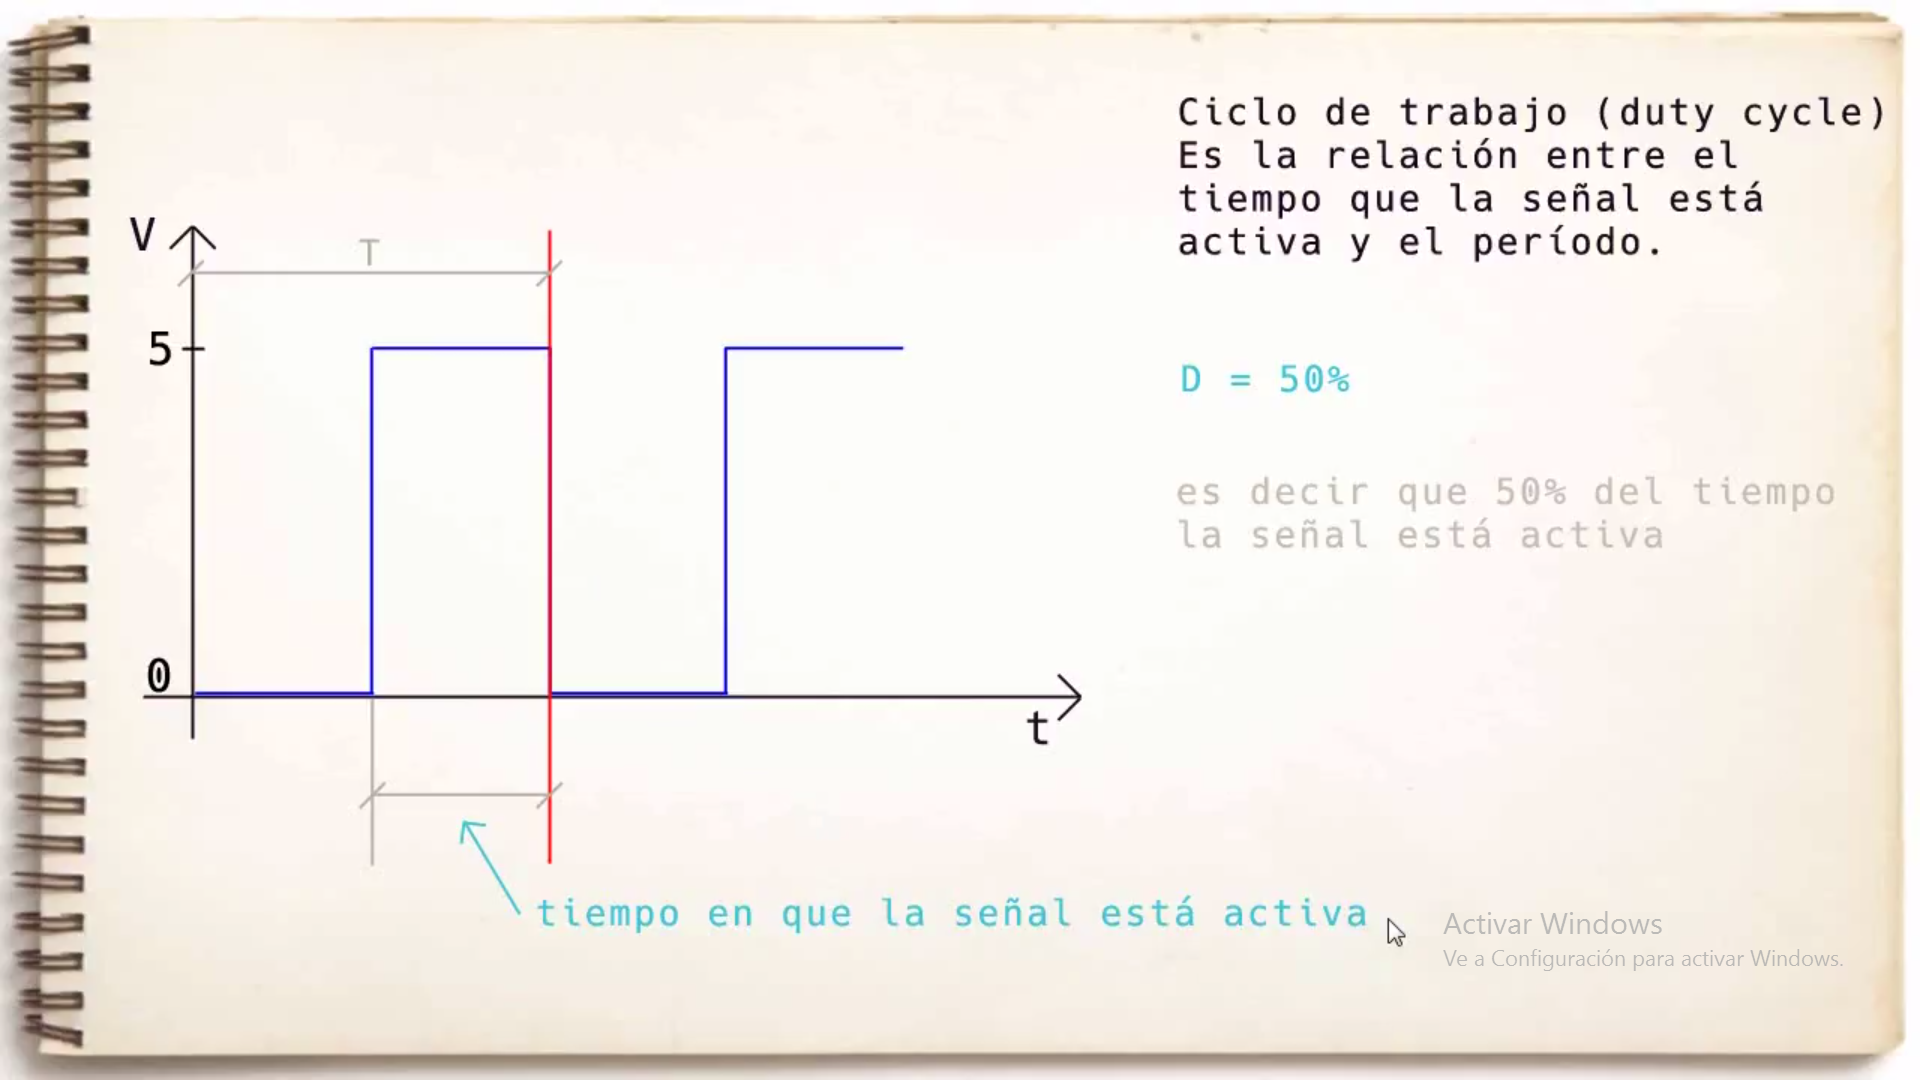 Ciclo de trabajo (duty cycle)
Es la relación entre el
tiempo que la señal está
activa y el período.
V
T
5
D = 50%
es decir que 50% del tiempo
la señal está activa
0
t
tiempo en que la señal está activa
Activar Windows
Ve a Configuración para activar Windows.